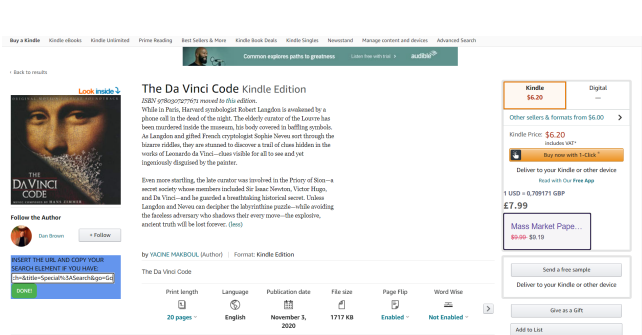 Buy a Kindle Kindle eBooks Kindle Unlimited Prime Reading Best Sellers & More Kindle Book Deals Kindle Singles Newsstand Manage content and devices Advanced Search
Common explores paths to greatness Listen free with trial audible
‹ Back to results
Look inside
ORIGINAL MOTION PICTURE SOUNDTRACK
THE
DA VINCI
CODE
MUSIC BY HANS ZIMMER
Follow the Author
Dan Brown + Follow
INSERT THE URL AND COPY YOUR
SEARCH ELEMENT IF YOU HAVE:
:h=&title=Special%3ASearch&go=Go
DONE!
The Da Vinci Code Kindle Edition
ISBN 9780307277671 moved to this edition.
While in Paris, Harvard symbologist Robert Langdon is awakened by a
phone call in the dead of the night. The elderly curator of the Louvre has
been murdered inside the museum, his body covered in baffling symbols.
As Langdon and gifted French cryptologist Sophie Neveu sort through the
bizarre riddles, they are stunned to discover a trail of clues hidden in the
works of Leonardo da Vinci—clues visible for all to see and yet
ingeniously disguised by the painter.
Even more startling, the late curator was involved in the Priory of Sion—a
secret society whose members included Sir Isaac Newton, Victor Hugo,
and Da Vinci—and he guarded a breathtaking historical secret. Unless
Langdon and Neveu can decipher the labyrinthine puzzle—while avoiding
the faceless adversary who shadows their every move—the explosive,
ancient truth will be lost forever. (less)
by YACINE MAKBOUL (Author) | Format: Kindle Edition
The Da Vinci Code
Print length Language Publication date File size Page Flip Word Wise
20 pages English November 3, 1717 KB Enabled Not Enabled
2020
Kindle Digital
$6.20 —
Other sellers & formats from $6.00
Kindle Price: $6.20
includes VAT*
Buy now with 1-Click ®
Deliver to your Kindle or other device
Read with Our Free App
1 USD = 0,709171 GBP
£7.99
Mass Market Pape...
$9.99 $9.19
Send a free sample
Deliver to your Kindle or other device
Give as a Gift
Add to List